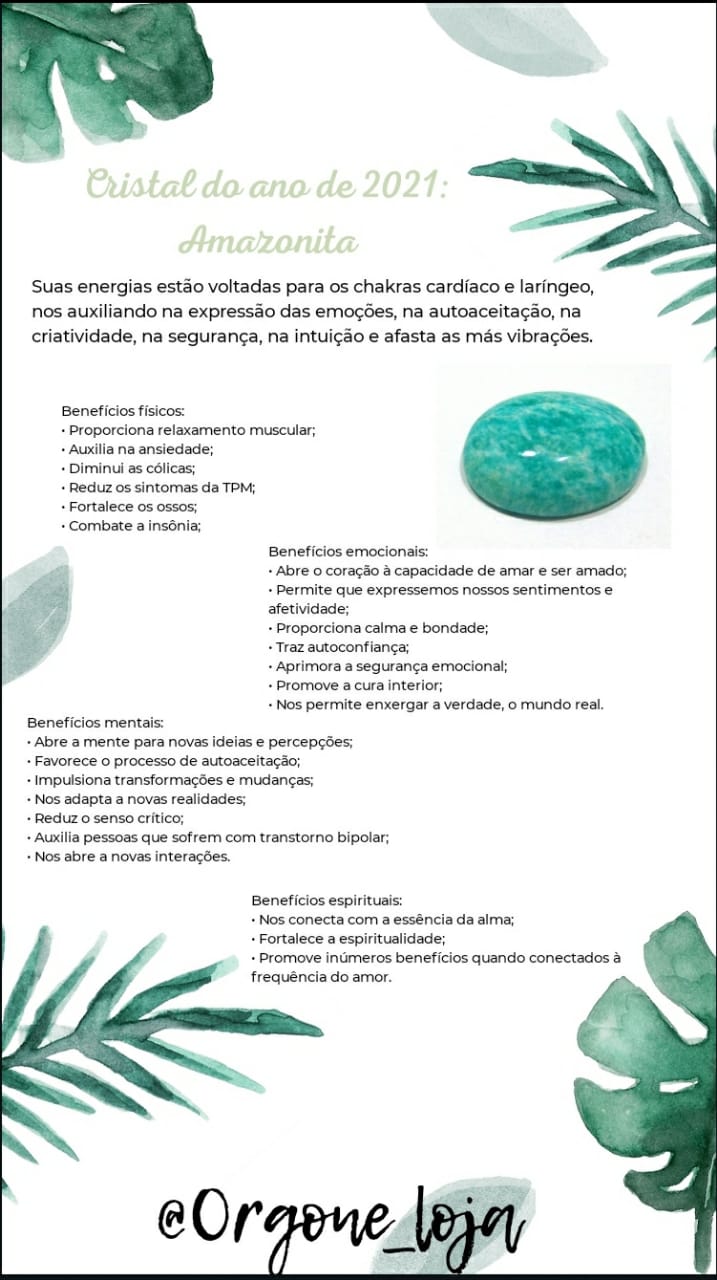 Cristal do ano de 2021:
Amazonita
Suas energias estão voltadas para os chakras cardíaco e laríngeo,
nos auxiliando na expressão das emoções, na autoaceitação, na
criatividade, na segurança, na intuição e afasta as más vibrações.
Benefícios físicos:
• Proporciona relaxamento muscular;
• Auxilia na ansiedade;
• Diminui as cólicas;
• Reduz os sintomas da TPM;
• Fortalece os ossos;
• Combate a insônia;
Benefícios emocionais:
• Abre o coração à capacidade de amar e ser amado;
• Permite que expressemos nossos sentimentos e
afetividade;
• Proporciona calma e bondade;
• Traz autoconfiança;
• Aprimora a segurança emocional;
• Promove a cura interior;
• Nos permite enxergar a verdade, o mundo real.
Benefícios mentais:
• Abre a mente para novas ideias e percepções;
• Favorece o processo de autoaceitação;
• Impulsiona transformações e mudanças;
• Nos adapta a novas realidades;
• Reduz o senso crítico;
• Auxilia pessoas que sofrem com transtorno bipolar;
• Nos abre a novas interações.
Benefícios espirituais:
• Nos conecta com a essência da alma;
• Fortalece a espiritualidade;
• Promove inúmeros benefícios quando conectados à
frequência do amor.
@Orgone_loja